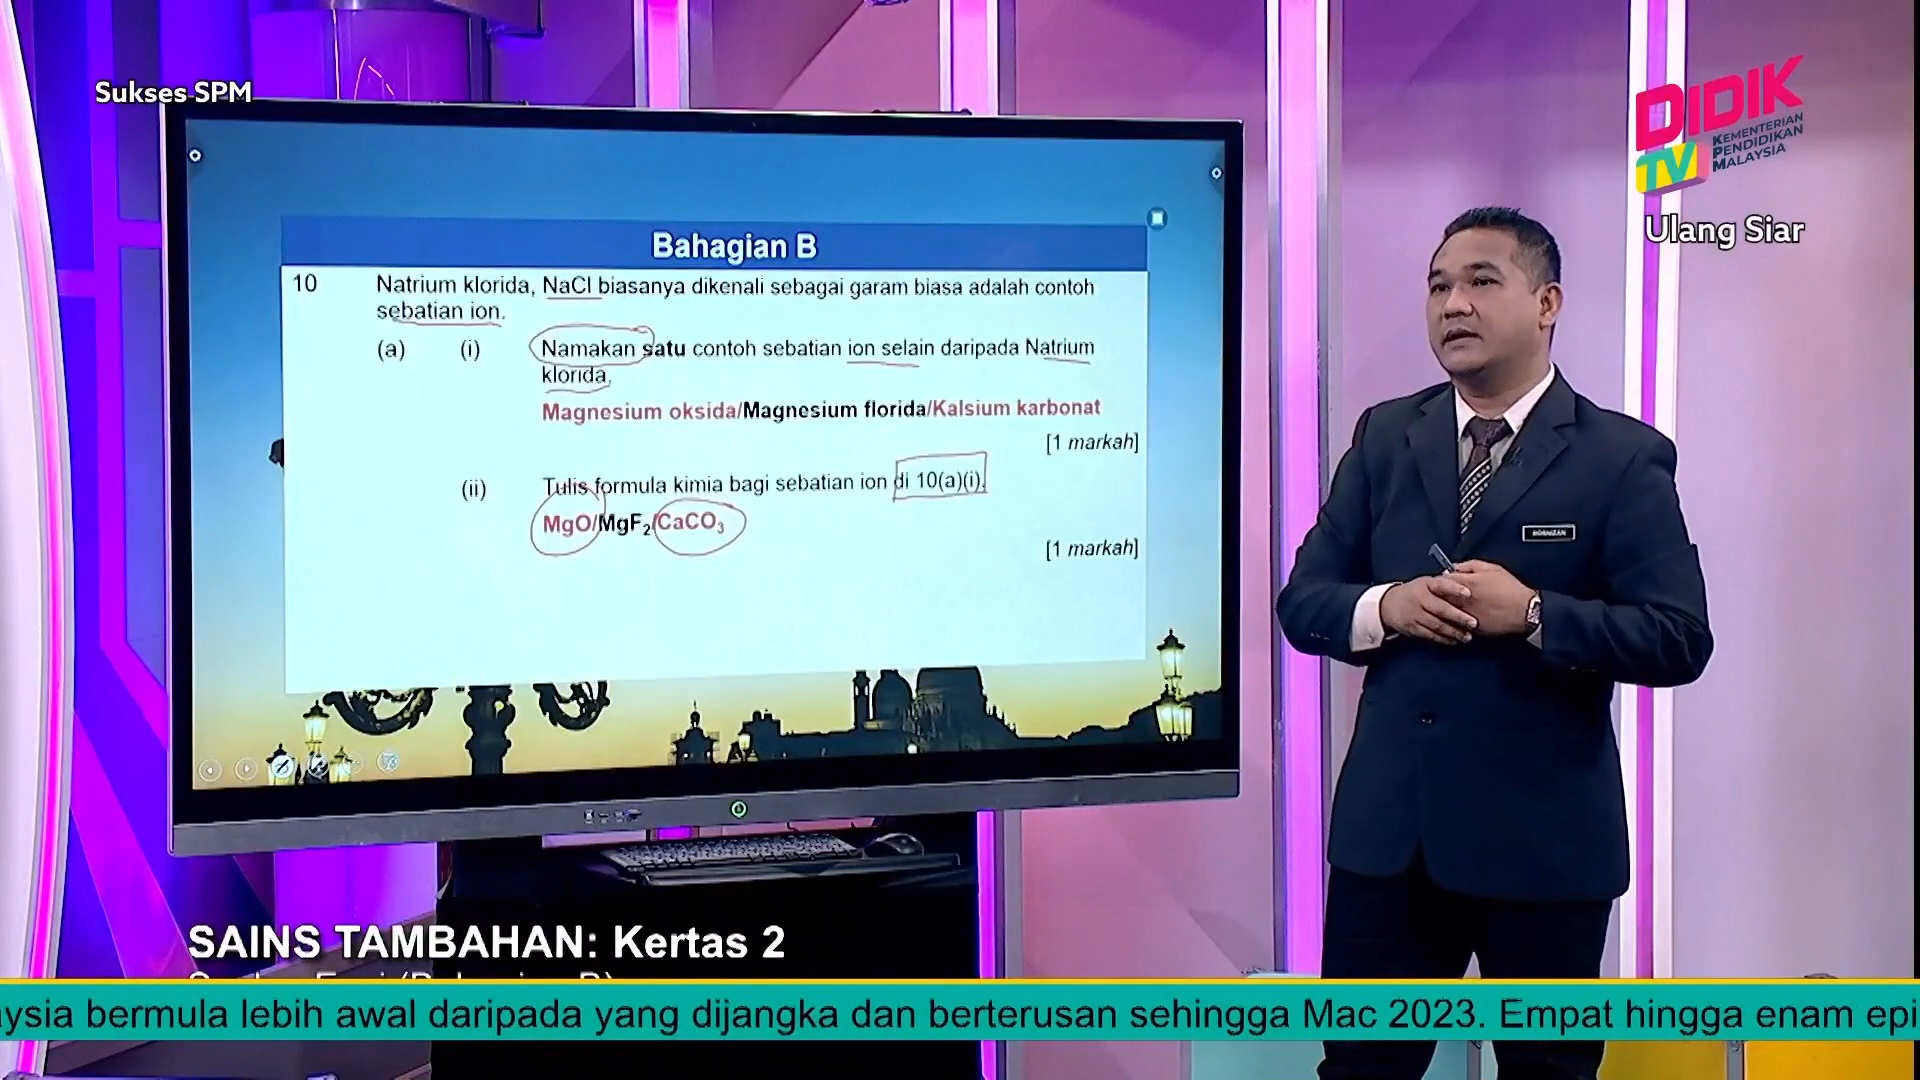 Sukses SPM
DIDIK
TV
KEMENTERIAN
PENDIDIKAN
MALAYSIA
Ulang Siar
Bahagian B
10 Natrium klorida, NaCl biasanya dikenali sebagai garam biasa adalah contoh
sebatian ion.
(a) (i) Namakan satu contoh sebatian ion selain daripada Natrium
klorida.
Magnesium oksida/Magnesium florida/Kalsium karbonat
[1 markah]
(ii) Tulis formula kimia bagi sebatian ion di 10(a)(i).
MgO/MgF2/CaCO3
[1 markah]
SAINS TAMBAHAN: Kertas 2
aysia bermula lebih awal daripada yang dijangka dan berterusan sehingga Mac 2023. Empat hingga enam epi